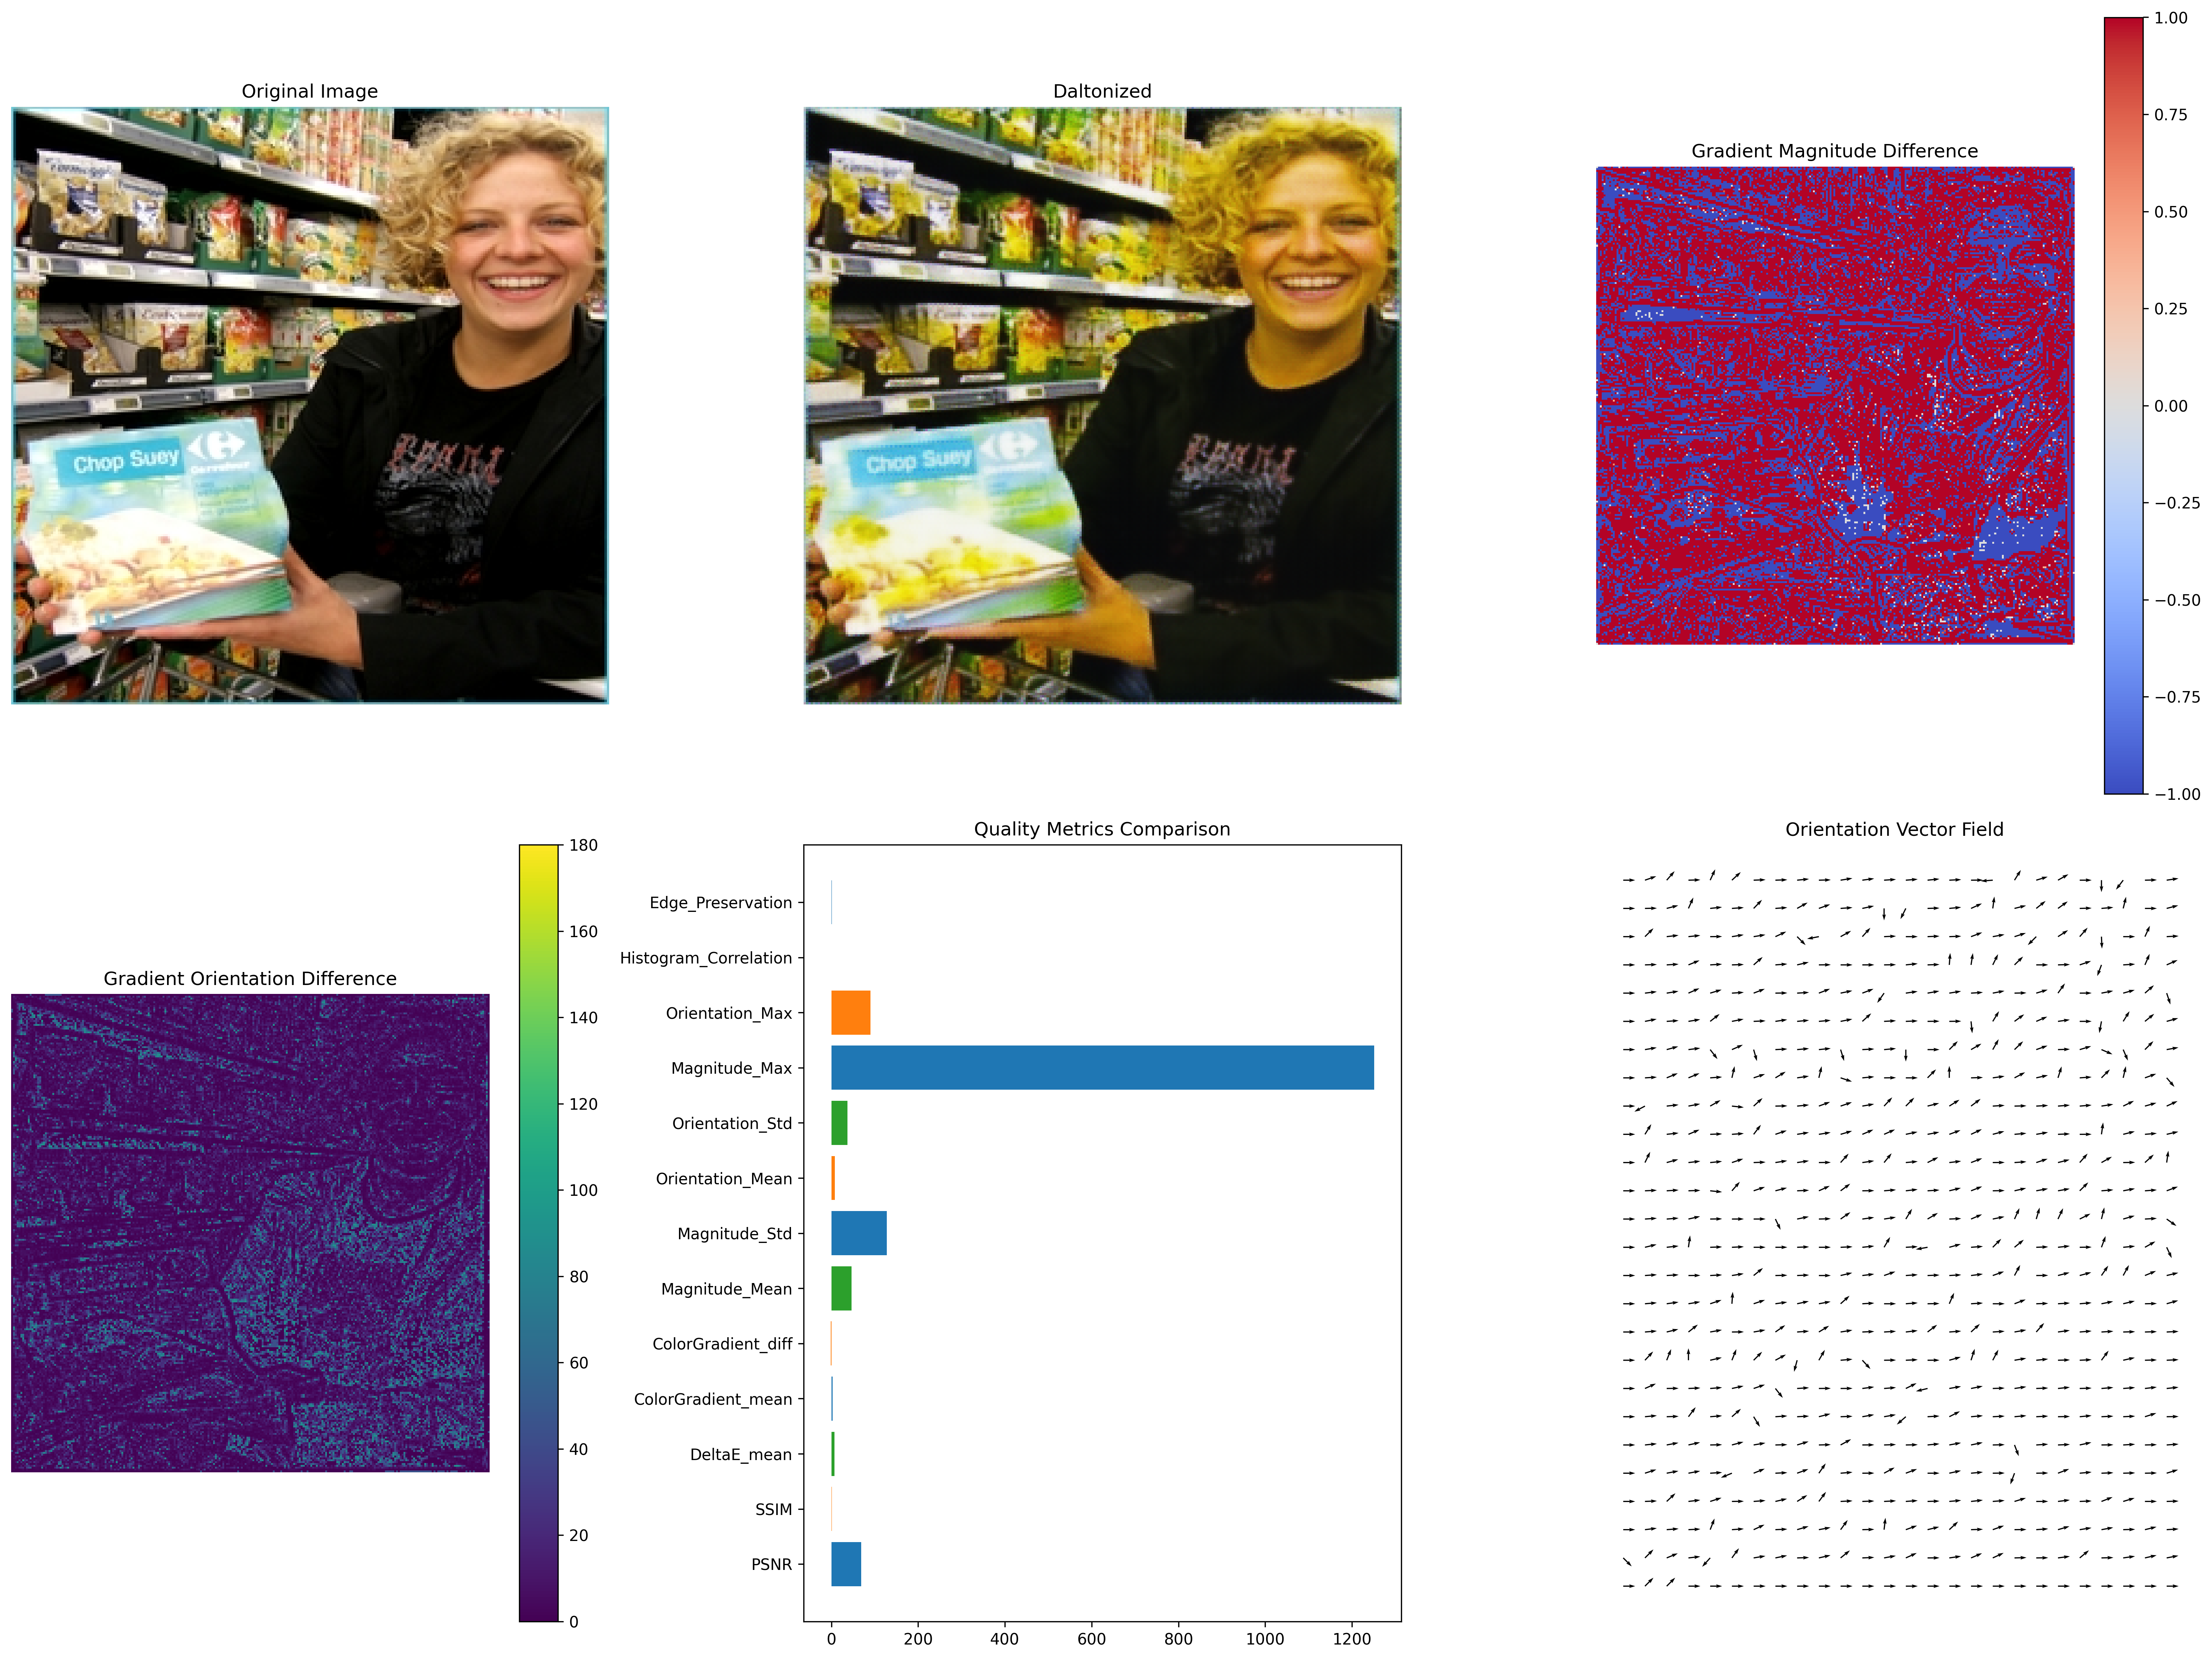 Original Image
Daltonized
Gradient Magnitude Difference
1.00
0.75
0.50
0.25
0.00
−0.25
−0.50
−0.75
−1.00
Chop Suey
Carrefour
Chop Suey
Gradient Orientation Difference
180
160
140
120
100
80
60
40
20
0
Quality Metrics Comparison
Edge_Preservation
Histogram_Correlation
Orientation_Max
Magnitude_Max
Orientation_Std
Orientation_Mean
Magnitude_Std
Magnitude_Mean
ColorGradient_diff
ColorGradient_mean
DeltaE_mean
SSIM
PSNR
0 200 400 600 800 1000 1200
Orientation Vector Field